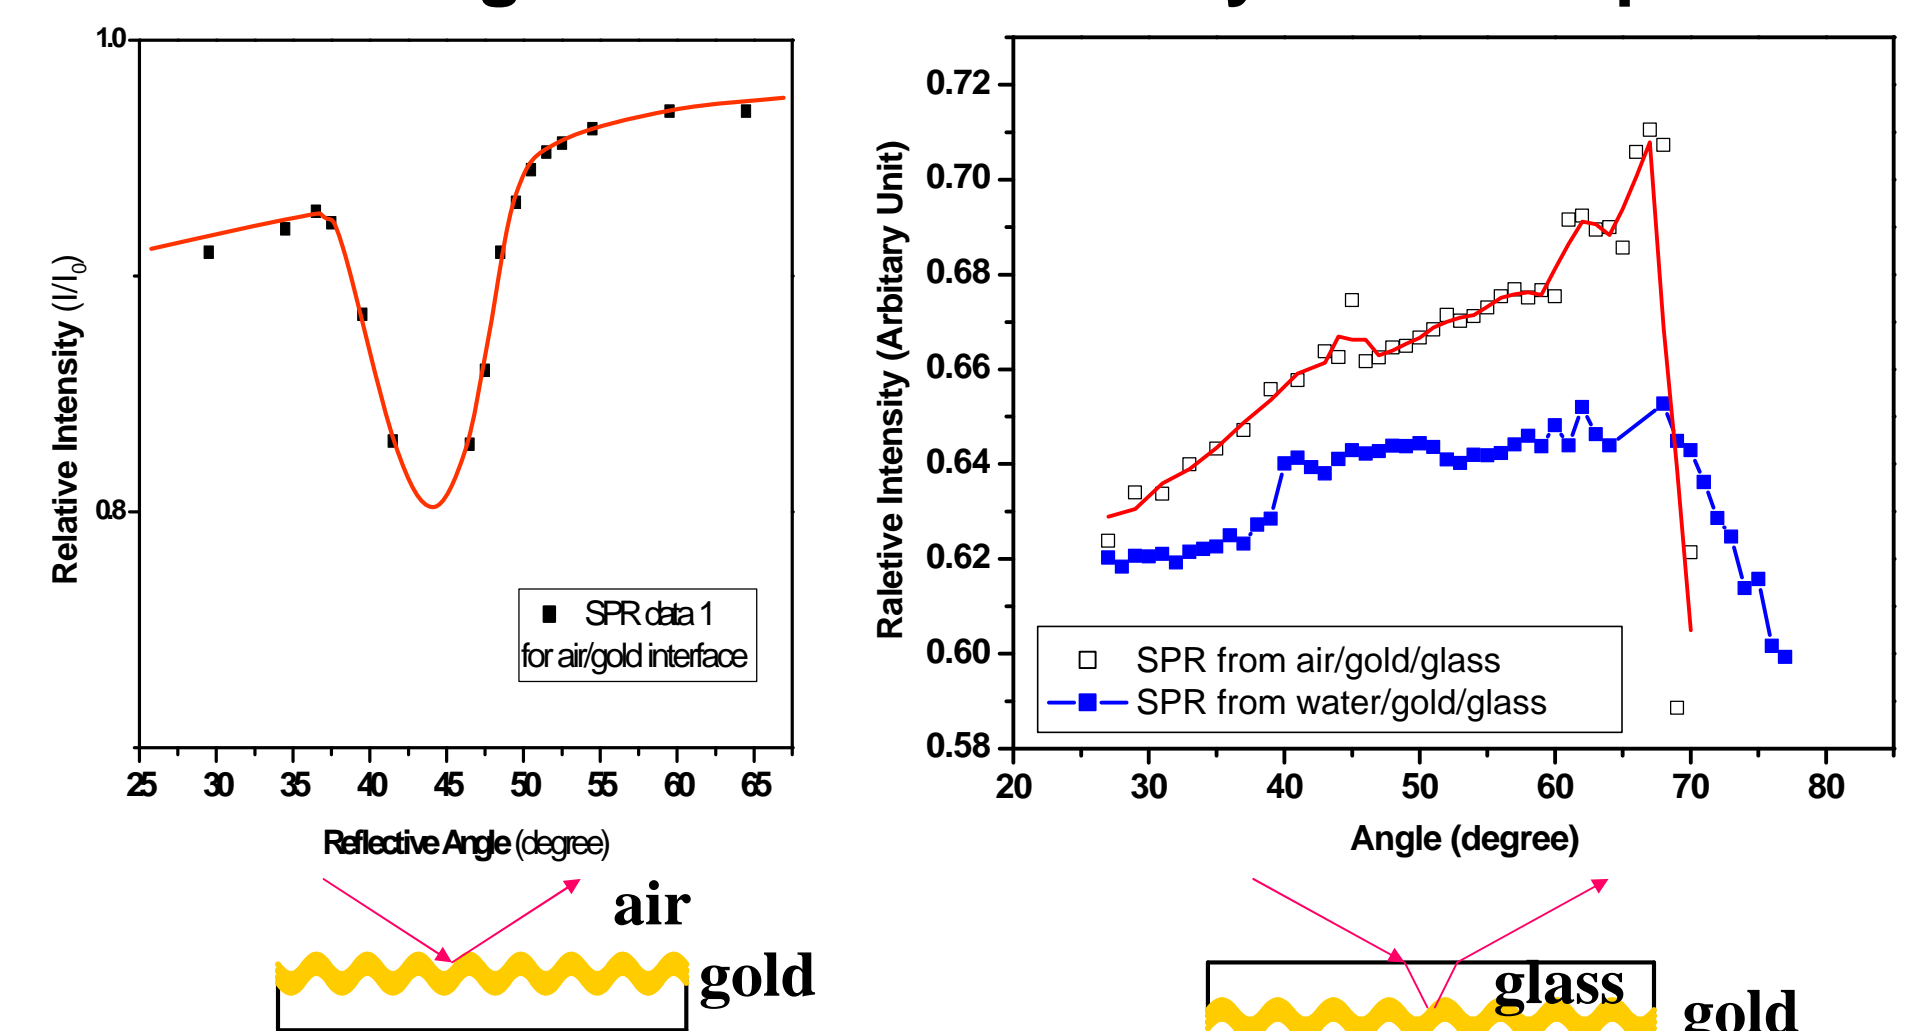 1.0
0.8
Relative Intensity (I/I0)
SPR data 1
for air/gold interface
25 30 35 40 45 50 55 60 65
Reflective Angle (degree)
air
gold
0.72
0.70
0.68
0.66
0.64
0.62
0.60
0.58
Raletive Intensity (Arbitary Unit)
SPR from air/gold/glass
SPR from water/gold/glass
20 30 40 50 60 70 80
Angle (degree)
glass
gold